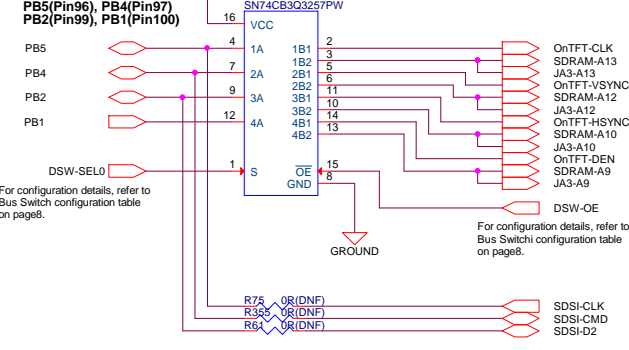 PB5(Pin96), PB4(Pin97)
PB2(Pin99), PB1(Pin100)
SN74CB3Q3257PW
16 VCC
PB5 4 1A 1B1 2 OnTFT-CLK
1B2 3 SDRAM-A13
PB4 7 2A 2B1 5 JA3-A13
2B2 6 OnTFT-VSYNC
PB2 9 3A 3B1 11 SDRAM-A12
3B2 10 JA3-A12
PB1 12 4A 4B1 14 OnTFT-HSYNC
4B2 13 SDRAM-A10
JA3-A10
OnTFT-DEN
DSW-SEL0 1 S OE 15 SDRAM-A9
GND 8 JA3-A9
For configuration details, refer to
Bus Switch configuration table
on page8.
DSW-OE
For configuration details, refer to
Bus Switchi configuration table
on page8.
GROUND
R75 0R(DNF) SDSI-CLK
R355 0R(DNF) SDSI-CMD
R61 0R(DNF) SDSI-D2